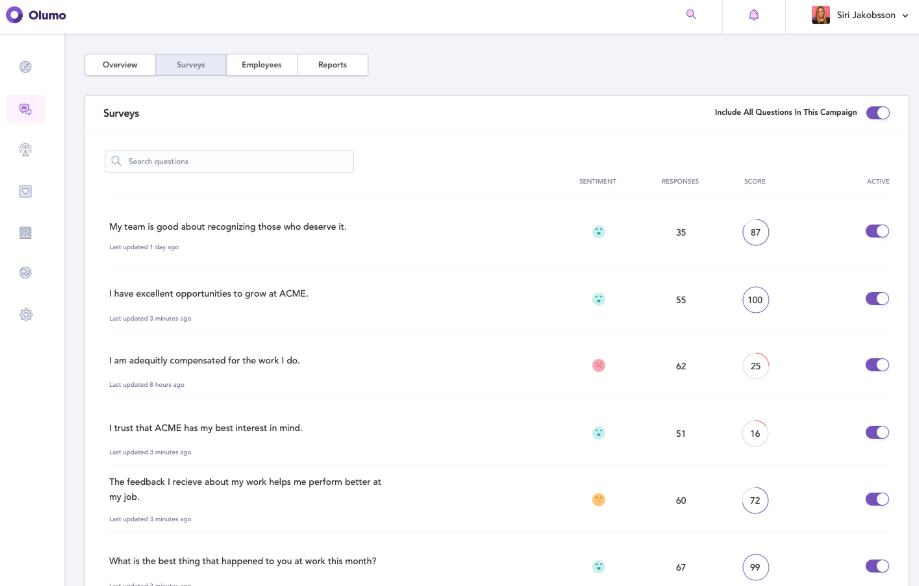 Olumo
Siri Jakobsson
Overview
Surveys
Employees
Reports
Surveys
Include All Questions In This Campaign
Search questions
SENTIMENT RESPONSES SCORE ACTIVE
My team is good about recognizing those who deserve it.
Last updated 1 day ago
35 87
I have excellent opportunities to grow at ACME.
Last updated 3 minutes ago
55 100
I am adequitly compensated for the work I do.
Last updated 8 hours ago
62 25
I trust that ACME has my best interest in mind.
Last updated 3 minutes ago
51 16
The feedback I recieve about my work helps me perform better at
my job.
Last updated 3 minutes ago
60 72
What is the best thing that happened to you at work this month?
Last updated 3 minutes ago
67 99